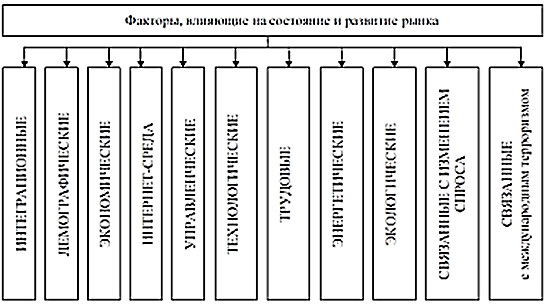 Факторы, влияющие на состояние и развитие рынка
ИНТЕГРАЦИОННЫЕ
ДЕМОГРАФИЧЕСКИЕ
ЭКОНОМИЧЕСКИЕ
ИНТЕРНЕТ-СРЕДА
УПРАВЛЕНЧЕСКИЕ
ТЕХНОЛОГИЧЕСКИЕ
ТРУДОВЫЕ
ЭНЕРГЕТИЧЕСКИЕ
ЭКОЛОГИЧЕСКИЕ
СВЯЗАННЫЕ С ИЗМЕНЕНИЕМ
СПРОСА
СВЯЗАННЫЕ
с международным терроризмом